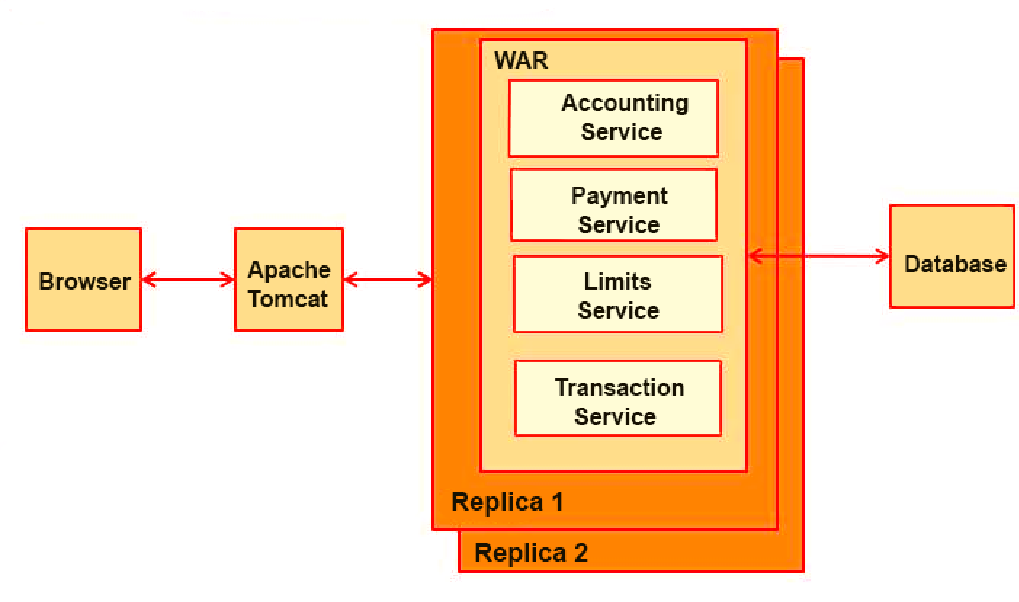 WAR
Accounting
Service
Payment
Service
Limits
Service
Transaction
Service
Browser
Apache
Tomcat
Database
Replica 1
Replica 2